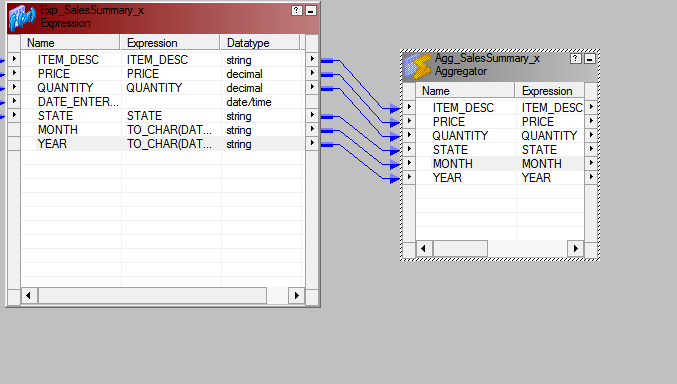 Exp_SalesSummary_x
Expression
Name Expression Datatype
ITEM_DESC ITEM_DESC string
PRICE PRICE decimal
QUANTITY QUANTITY decimal
DATE_ENTER... date/time
STATE STATE string
MONTH TO_CHAR(DAT... string
YEAR TO_CHAR(DAT... string
Agg_SalesSummary_x
Aggregator
Name Expression
ITEM_DESC ITEM_DESC
PRICE PRICE
QUANTITY QUANTITY
STATE STATE
MONTH MONTH
YEAR YEAR